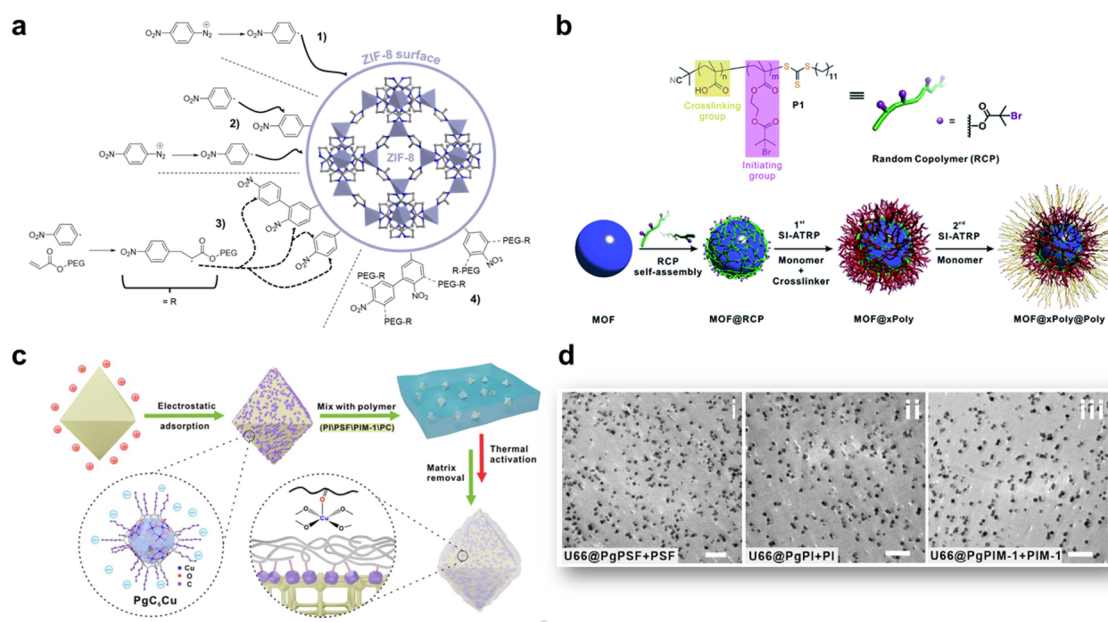 a
O₂N
N₂
⊕
O₂N
1)
ZIF-8 surface
O₂N
2)
O₂N
O₂N
N₂
⊕
O₂N
ZIF-8
O₂N
3)
O₂N
O₂N
O₂N
O
O
PEG
O₂N
O
O
PEG
= R
PEG-R
NO₂
R-PEG
PEG-R
PEG-R
O₂N
NO₂
4)
PEG-R
b
NC
n
m
S
S
S
11
HO
O
O
O
P1
Crosslinking
group
O
O
Br
Initiating
group
≡
=
O
O
Br
Random Copolymer (RCP)
RCP
self-assembly
1st
SI-ATRP
Monomer
+
Crosslinker
2nd
SI-ATRP
Monomer
MOF
MOF@RCP
MOF@xPoly
MOF@xPoly@Poly
c
Electrostatic
adsorption
Mix with polymer
(PI\PSF\PIM-1\PC)
Matrix
removal
Thermal
activation
O
Cu
O
O
O
O
Cu
O
C
PgC₅Cu
d
i
ii
iii
U66@PgPSF+PSF
U66@PgPI+PI
U66@PgPIM-1+PIM-1